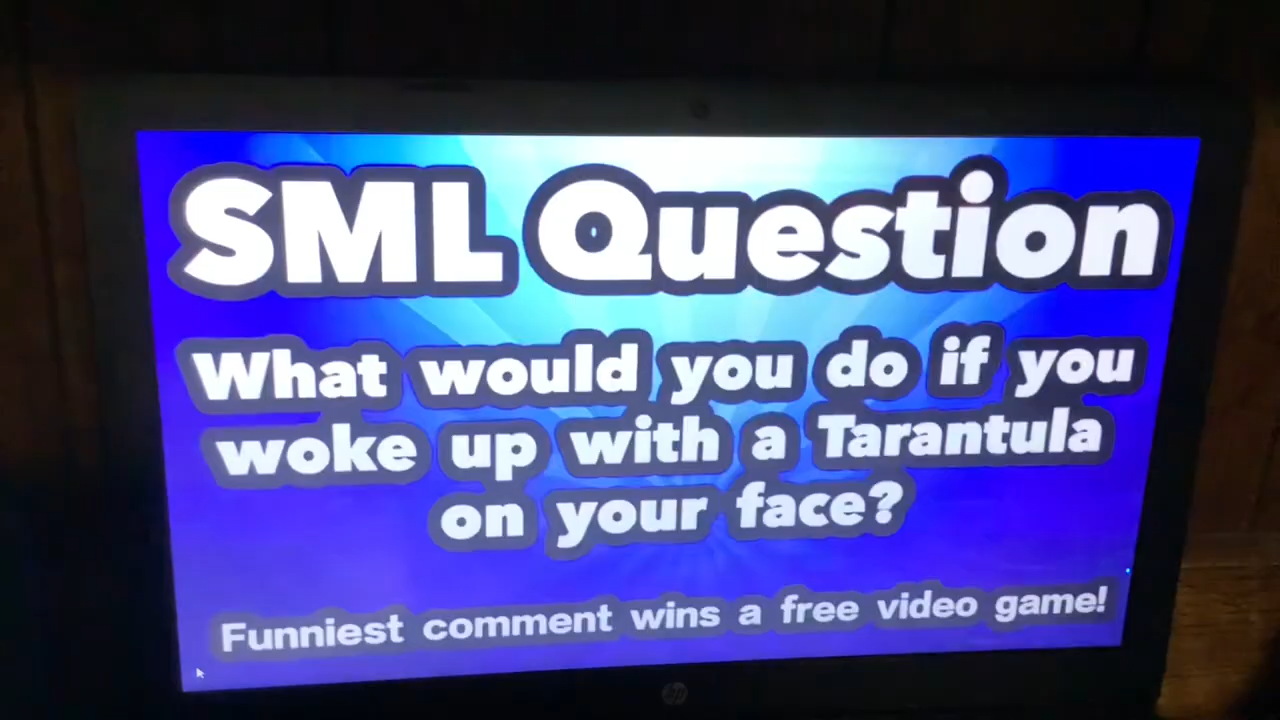 SML Question
What would you do if you
woke up with a Tarantula
on your face?
Funniest comment wins a free video game!
hp